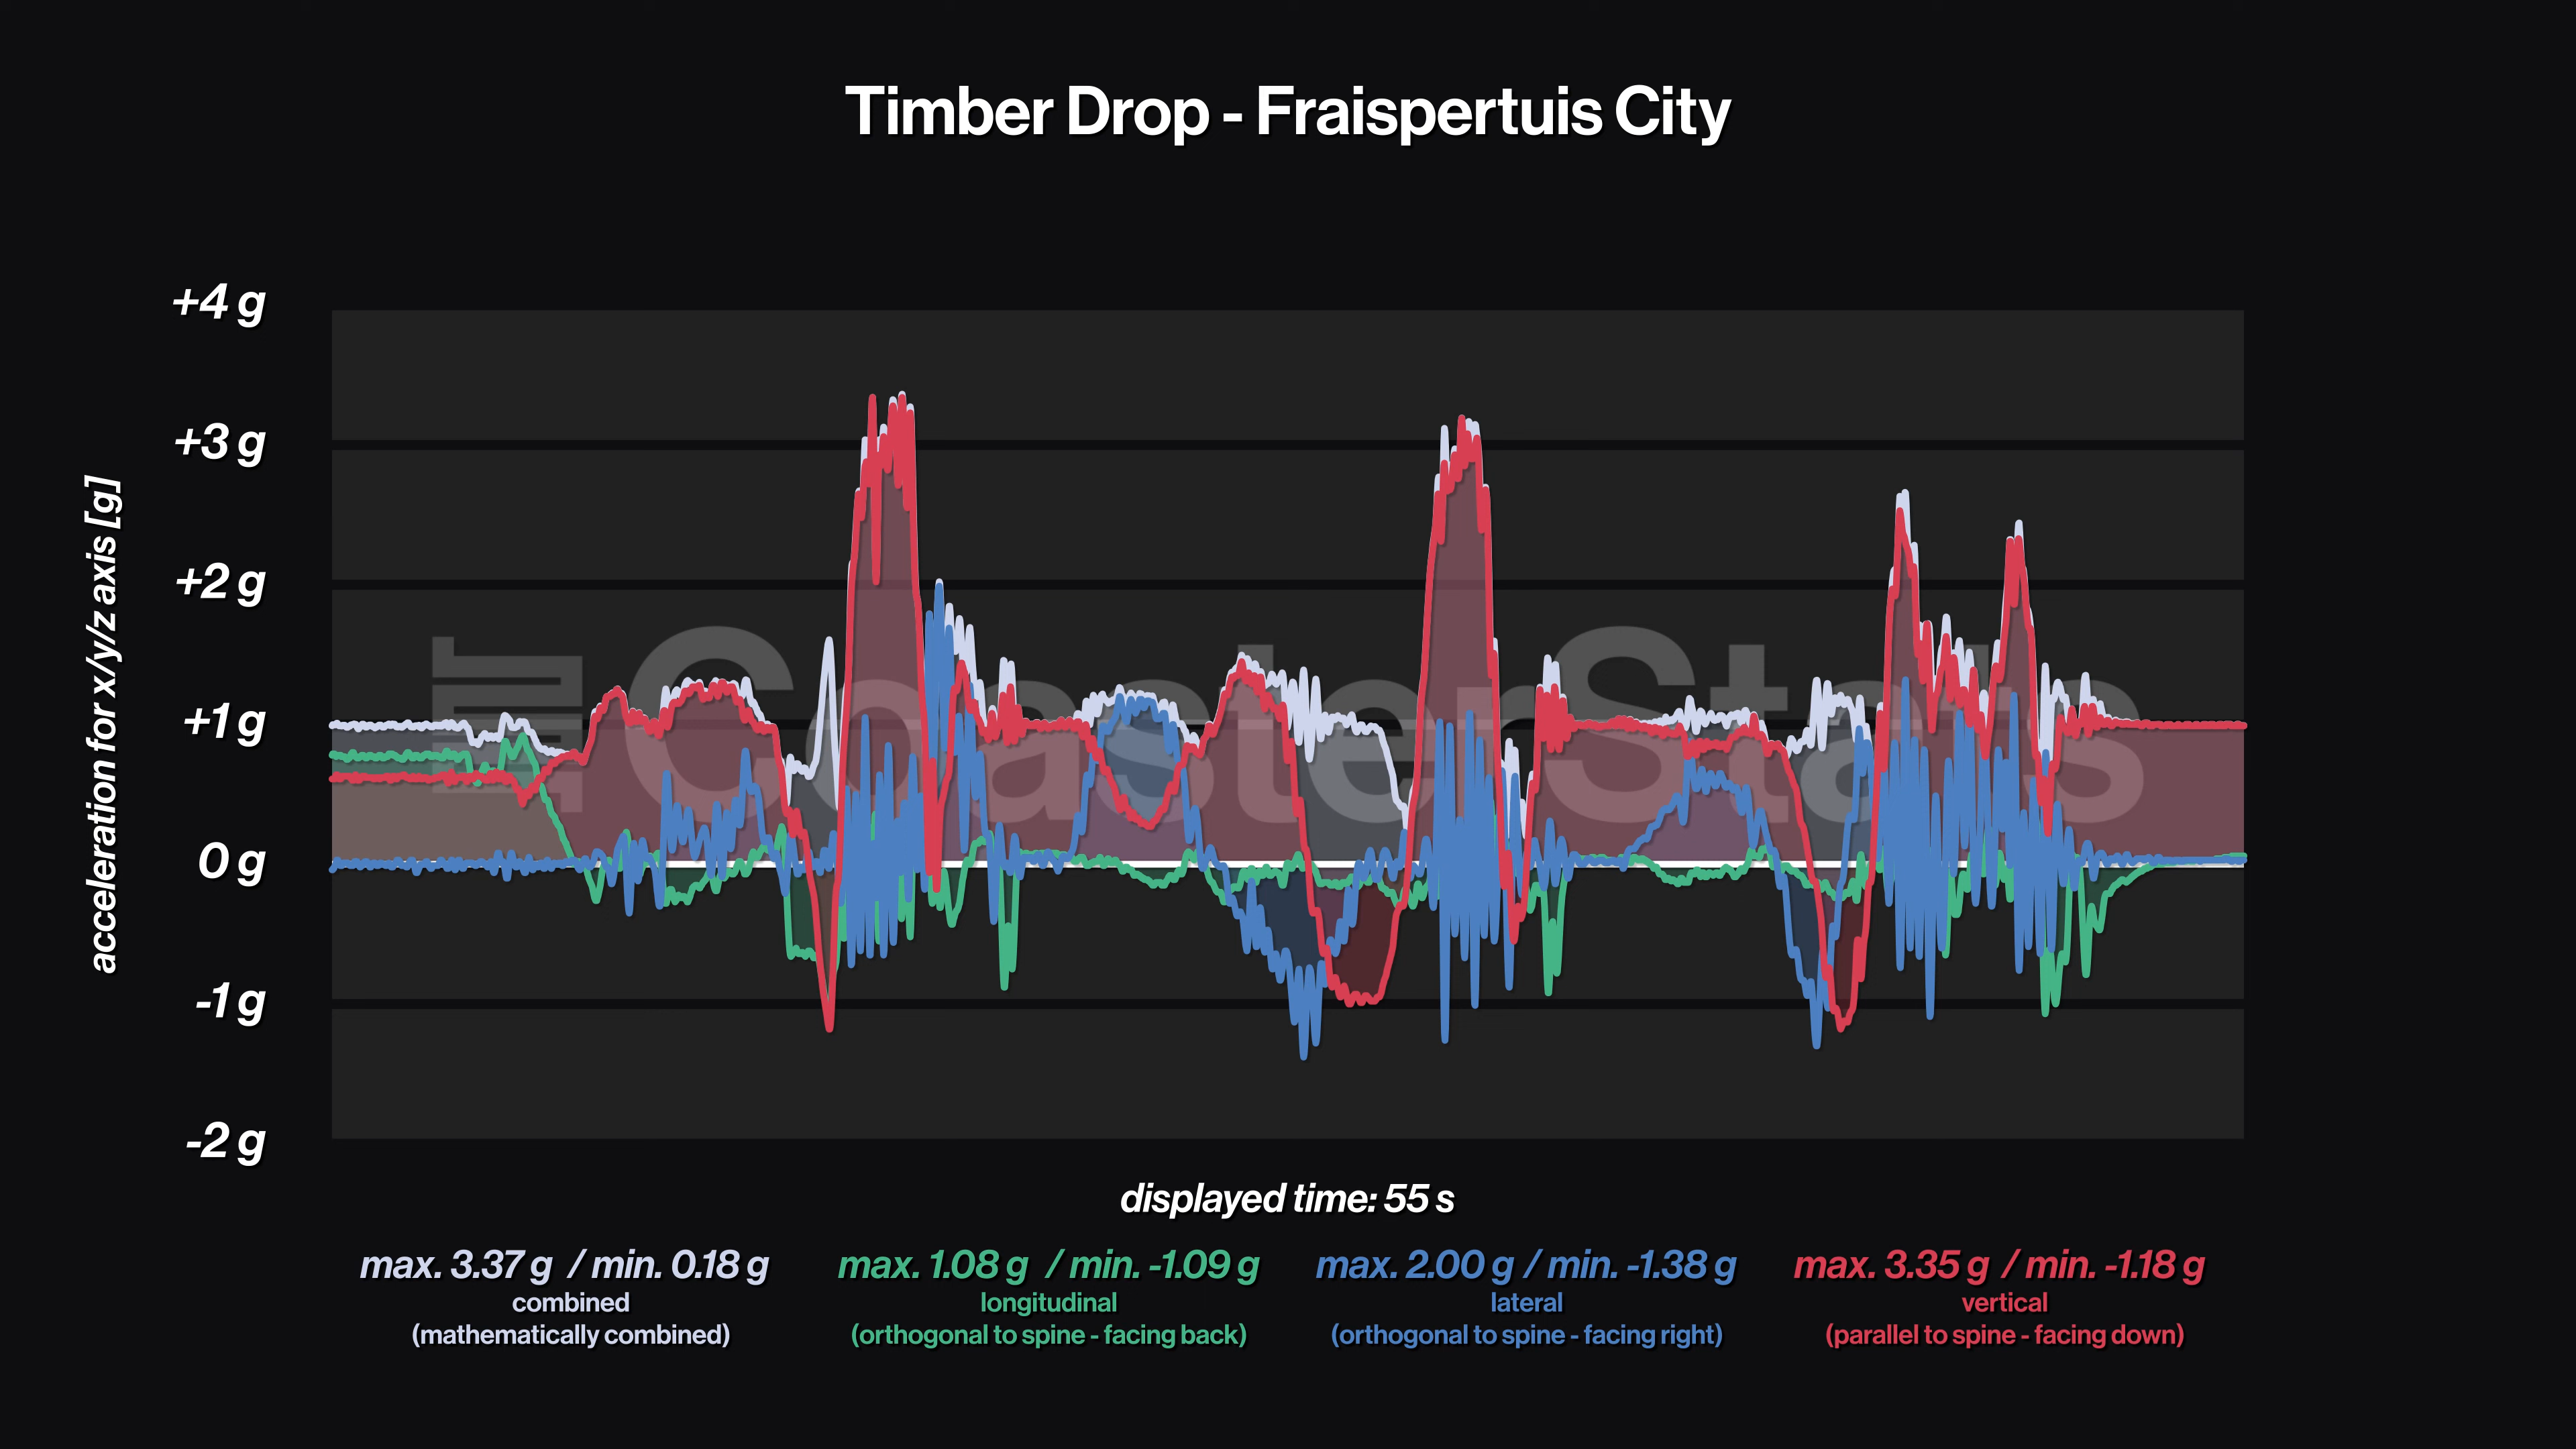 Timber Drop - Fraispertuis City
+4 g
+3 g
+2 g
+1 g
0 g
-1 g
-2 g
acceleration for x/y/z axis [g]
CoasterStats
displayed time: 55 s
max. 3.37 g / min. 0.18 g
combined
(mathematically combined)
max. 1.08 g / min. -1.09 g
longitudinal
(orthogonal to spine - facing back)
max. 2.00 g / min. -1.38 g
lateral
(orthogonal to spine - facing right)
max. 3.35 g / min. -1.18 g
vertical
(parallel to spine - facing down)